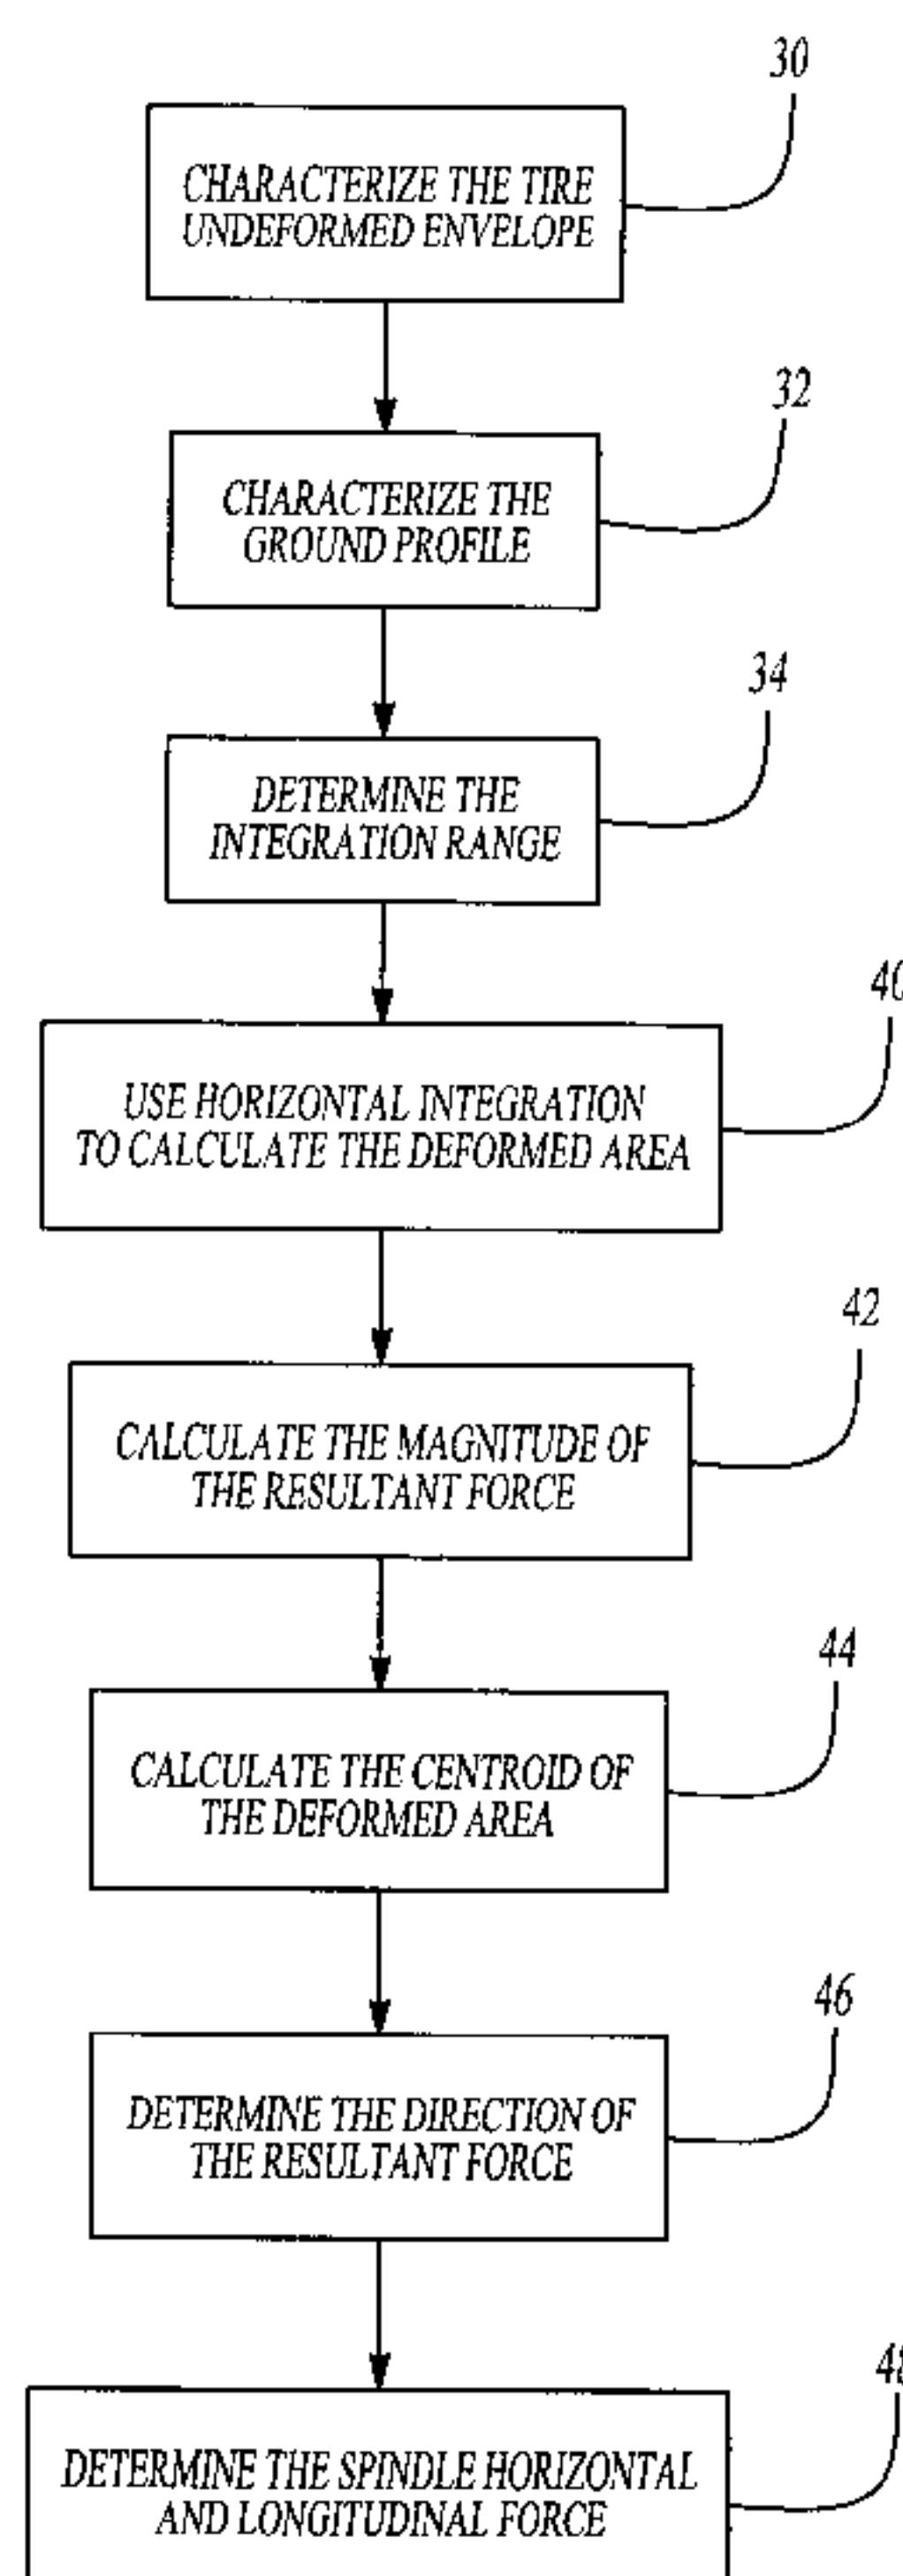 30
CHARACTERIZE THE TIRE
UNDEFORMED ENVELOPE
32
CHARACTERIZE THE
GROUND PROFILE
34
DETERMINE THE
INTEGRATION RANGE
40
USE HORIZONTAL INTEGRATION
TO CALCULATE THE DEFORMED AREA
42
CALCULATE THE MAGNITUDE OF
THE RESULTANT FORCE
44
CALCULATE THE CENTROID OF
THE DEFORMED AREA
46
DETERMINE THE DIRECTION OF
THE RESULTANT FORCE
48
DETERMINE THE SPINDLE HORIZONTAL
AND LONGITUDINAL FORCE